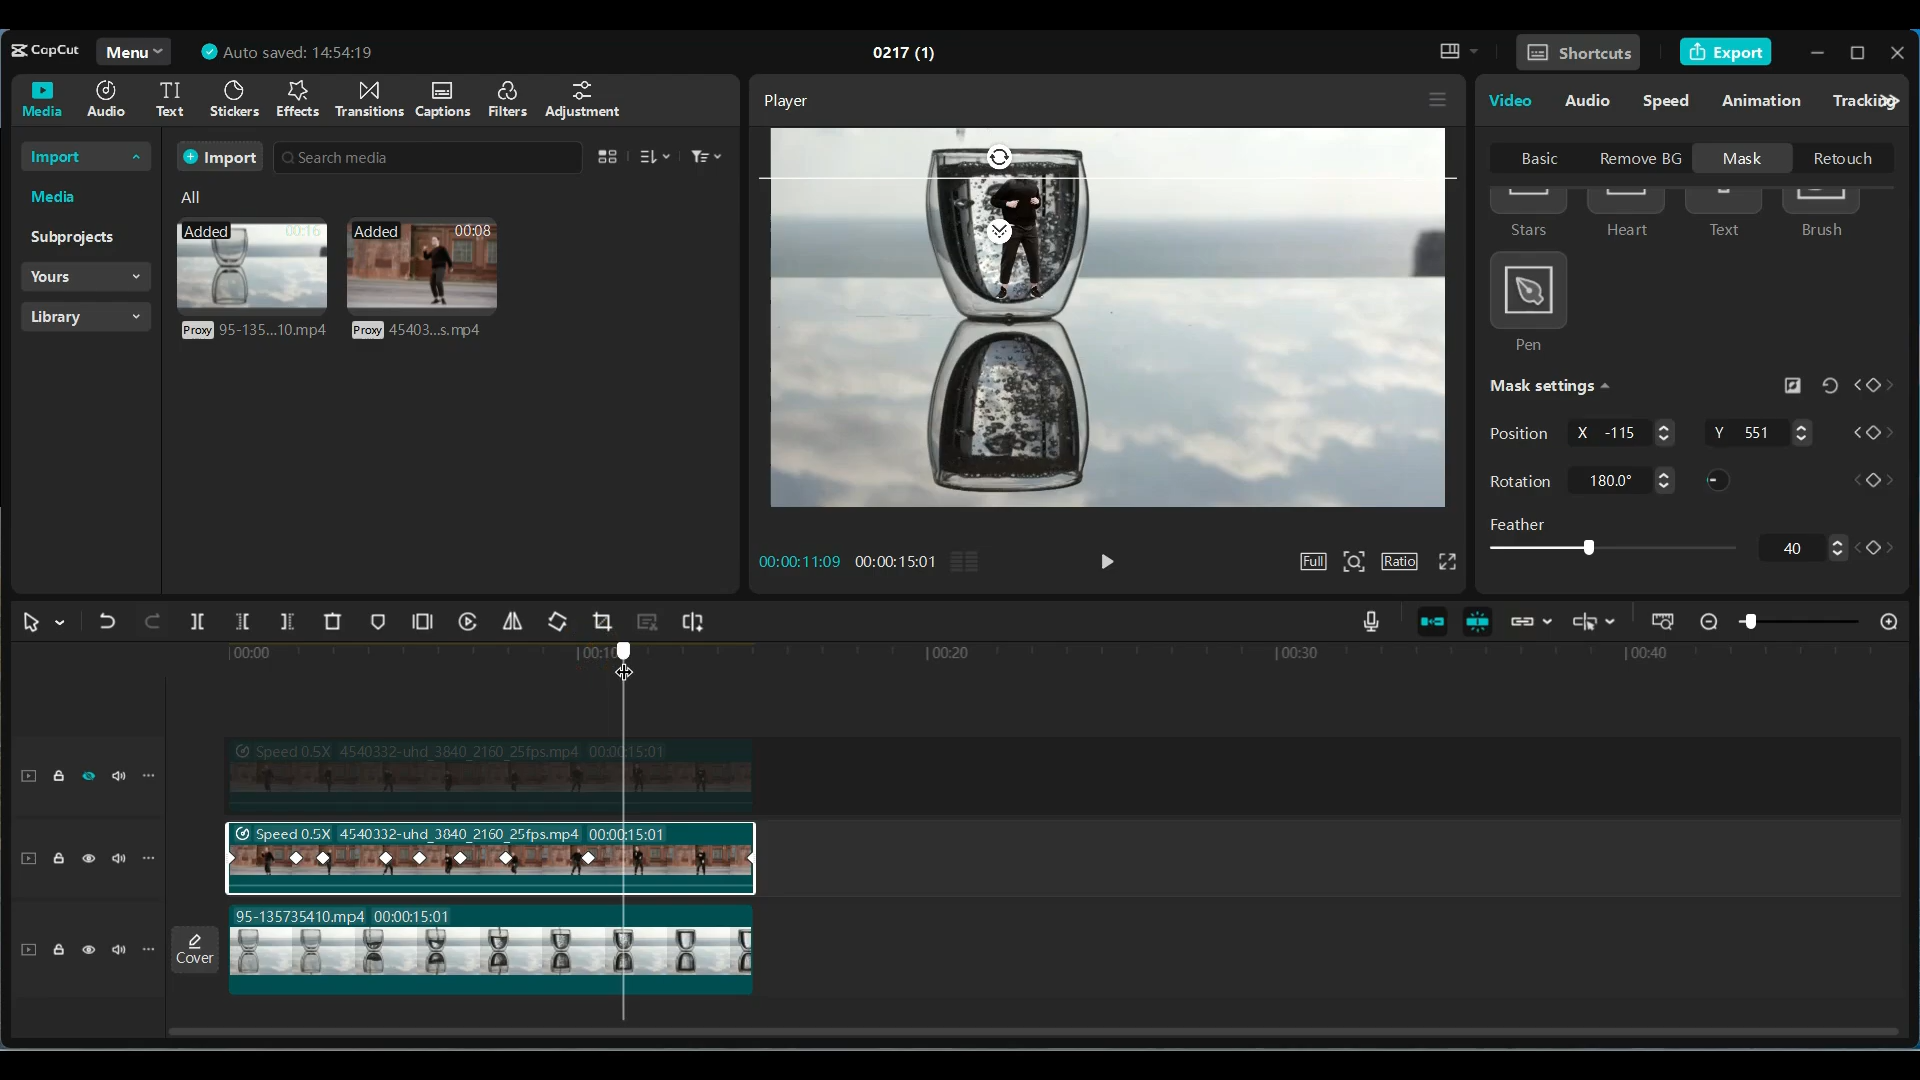 CapCut
Menu
Auto saved: 14:54:19
0217 (1)
Shortcuts
Export
Media
Audio
Text
Stickers
Effects
Transitions
Captions
Filters
Adjustment
Player
Video
Audio
Speed
Animation
Tracking
Import
Import
Search media
Basic
Remove BG
Mask
Retouch
Media
All
Subprojects
Added
00:16
Added
00:08
Stars
Heart
Text
Brush
Yours
Library
Proxy
95-135...10.mp4
Proxy
45403...s.mp4
Pen
Mask settings
Position
X -115
Y 551
Rotation
180.0°
Feather
40
00:00:11:09
00:00:15:01
Full
Ratio
00:00
00:10
00:20
00:30
00:40
Speed 0.5X 4540332-uhd_3840_2160_25fps.mp4 00:00:15:01
Speed 0.5X 4540332-uhd_3840_2160_25fps.mp4 00:00:15:01
95-135735410.mp4 00:00:15:01
Cover